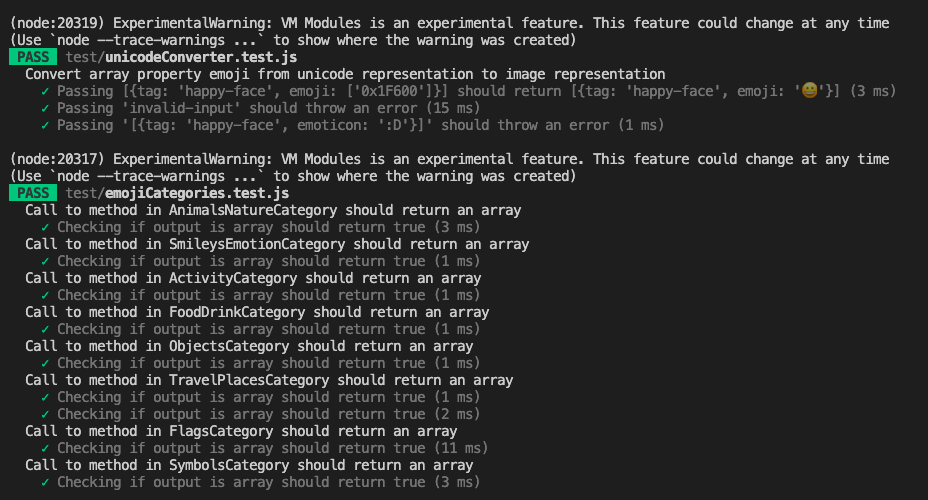 (node:20319) ExperimentalWarning: VM Modules is an experimental feature. This feature could change at any time
(Use `node --trace-warnings ...` to show where the warning was created)
PASS test/unicodeConverter.test.js
Convert array property emoji from unicode representation to image representation
✓ Passing [{tag: 'happy-face', emoji: ['0x1F600']}] should return [{tag: 'happy-face', emoji: '😀'}] (3 ms)
✓ Passing 'invalid-input' should throw an error (15 ms)
✓ Passing '[{tag: 'happy-face', emoticon: ':D'}]' should throw an error (1 ms)
(node:20317) ExperimentalWarning: VM Modules is an experimental feature. This feature could change at any time
(Use `node --trace-warnings ...` to show where the warning was created)
PASS test/emojiCategories.test.js
Call to method in AnimalsNatureCategory should return an array
✓ Checking if output is array should return true (3 ms)
Call to method in SmileysEmotionCategory should return an array
✓ Checking if output is array should return true (1 ms)
Call to method in ActivityCategory should return an array
✓ Checking if output is array should return true (1 ms)
Call to method in FoodDrinkCategory should return an array
✓ Checking if output is array should return true (1 ms)
Call to method in ObjectsCategory should return an array
✓ Checking if output is array should return true (1 ms)
Call to method in TravelPlacesCategory should return an array
✓ Checking if output is array should return true (1 ms)
✓ Checking if output is array should return true (2 ms)
Call to method in FlagsCategory should return an array
✓ Checking if output is array should return true (11 ms)
Call to method in SymbolsCategory should return an array
✓ Checking if output is array should return true (3 ms)